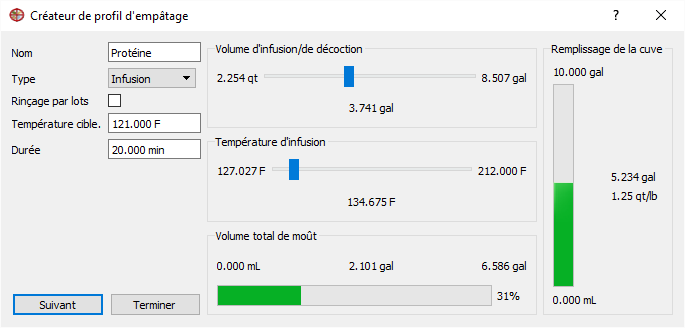 Créateur de profil d'empâtage
Nom
Protéine
Type
Infusion
Rinçage par lots
Température cible.
121.000 F
Durée
20.000 min
Suivant
Terminer
Volume d'infusion/de décoction
2.254 qt
8.507 gal
3.741 gal
Température d'infusion
127.027 F
212.000 F
134.675 F
Volume total de moût
0.000 mL
2.101 gal
6.586 gal
31%
Remplissage de la cuve
10.000 gal
5.234 gal
1.25 qt/lb
0.000 mL